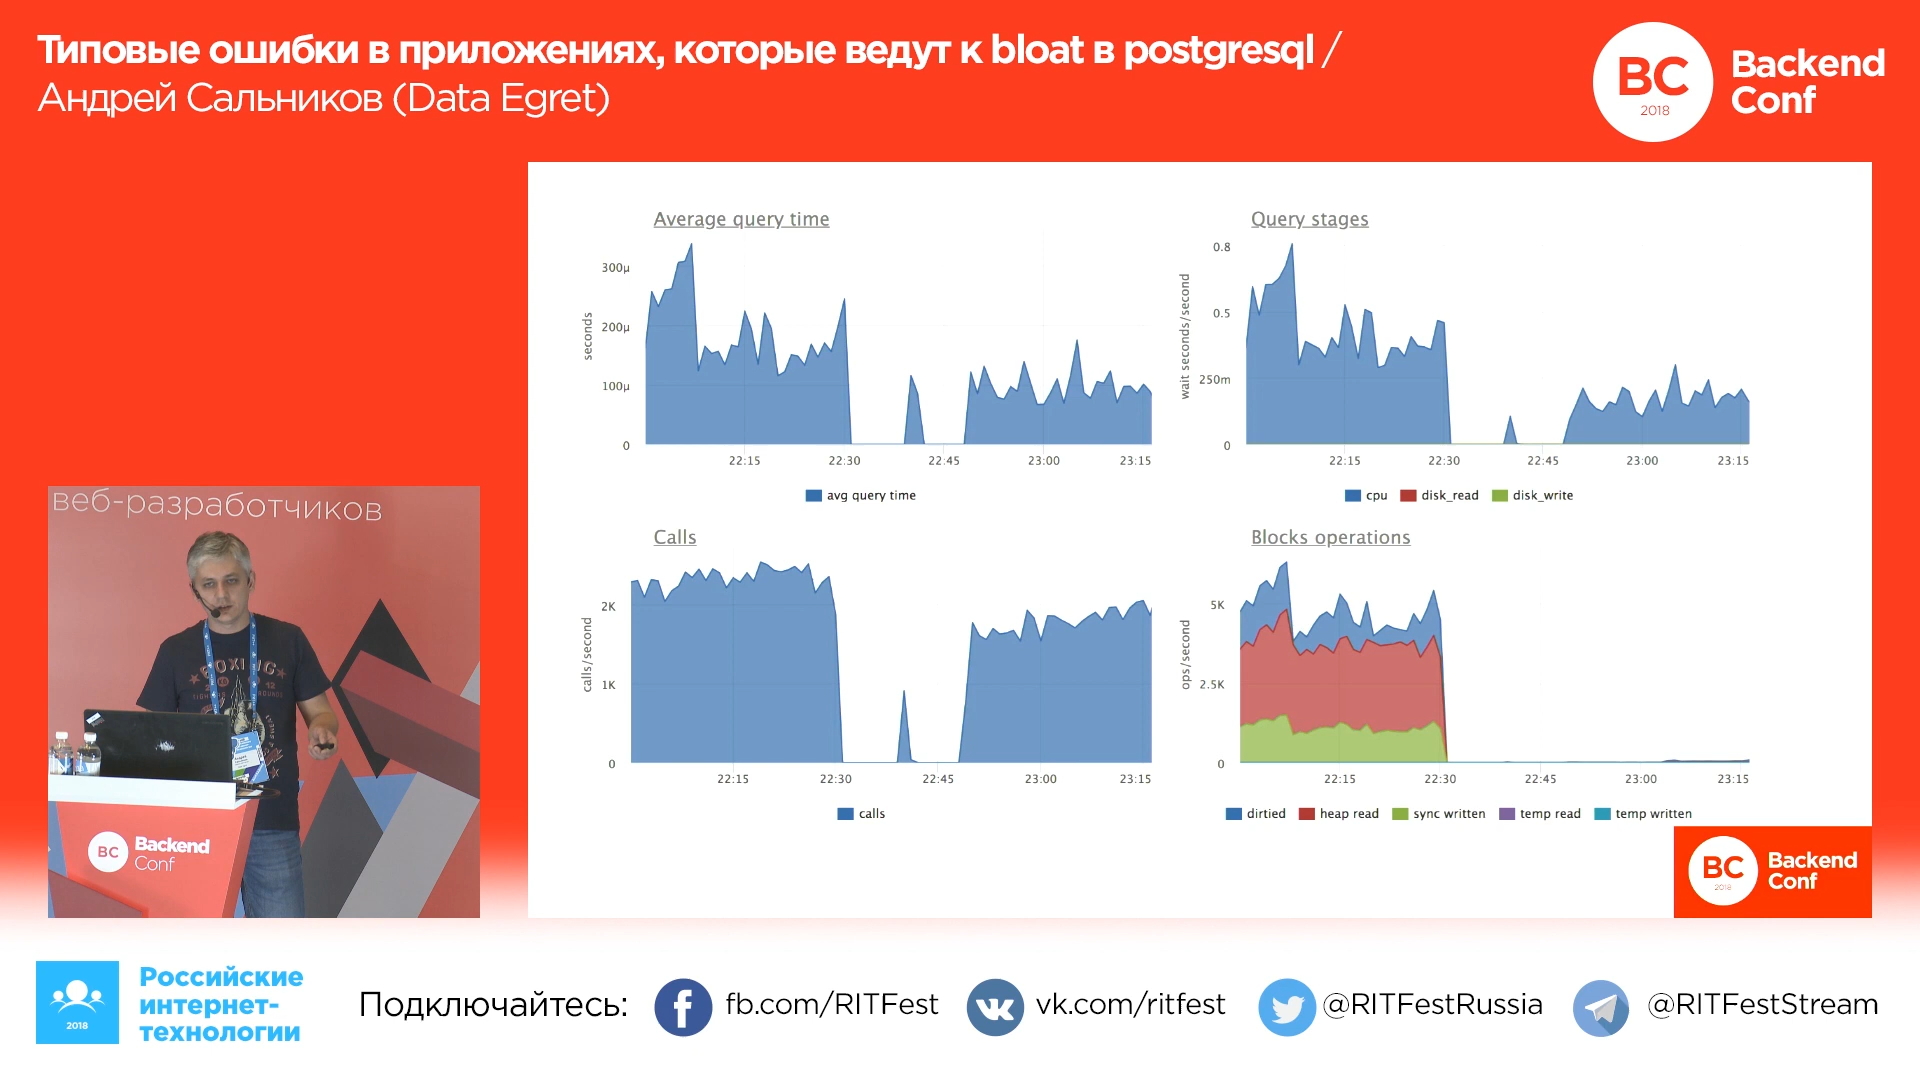 Типовые ошибки в приложениях, которые ведут к bloat в postgresql /
Андрей Сальников (Data Egret)
BC
2018
Backend
Conf
Average query time
seconds
300μ
200μ
100μ
0
22:15 22:30 22:45 23:00 23:15
avg query time
Query stages
wait seconds/second
0.8
0.5
250m
0
22:15 22:30 22:45 23:00 23:15
cpu disk_read disk_write
Calls
calls/second
2K
1K
0
22:15 22:30 22:45 23:00 23:15
calls
Blocks operations
ops/second
5K
2.5K
0
22:15 22:30 22:45 23:00 23:15
dirtied heap read sync written temp read temp written
BC
2018
Backend
Conf
веб-разработчиков
BOXING
BC
Backend
Conf
2018
Российские
интернет-
технологии
Подключайтесь:
fb.com/RITFest
vk.com/ritfest
@RITFestRussia
@RITFestStream